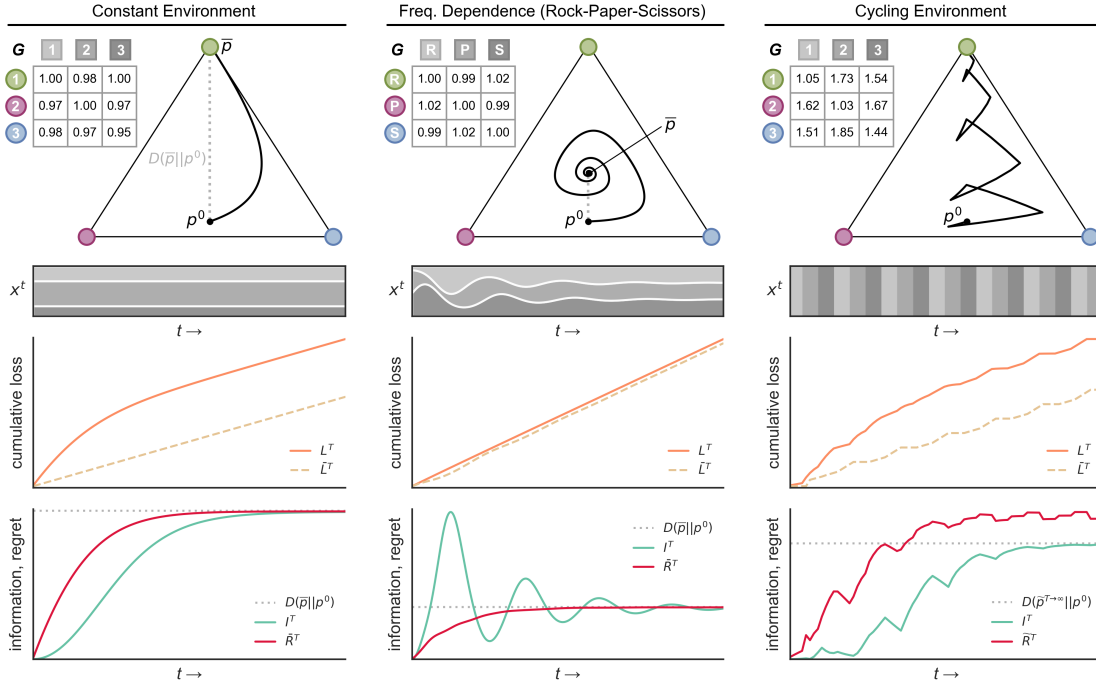 Constant Environment
G 1 2 3
1 1.00 0.98 1.00
2 0.97 1.00 0.97
3 0.98 0.97 0.95
p̅
D(p̅||p⁰)
p⁰
xᵗ
t →
cumulative loss
Lᵀ
L̄ᵀ
information, regret
D(p̅||p⁰)
Iᵀ
R̄ᵀ
t →
Freq. Dependence (Rock-Paper-Scissors)
G R P S
R 1.00 0.99 1.02
P 1.02 1.00 0.99
S 0.99 1.02 1.00
p̅
p⁰
xᵗ
t →
cumulative loss
Lᵀ
L̄ᵀ
information, regret
D(p̅||p⁰)
Iᵀ
R̄ᵀ
t →
Cycling Environment
G 1 2 3
1 1.05 1.73 1.54
2 1.62 1.03 1.67
3 1.51 1.85 1.44
p⁰
xᵗ
t →
cumulative loss
Lᵀ
L̄ᵀ
information, regret
D(p̅ᵀ→∞||p⁰)
Iᵀ
R̅ᵀ
t →